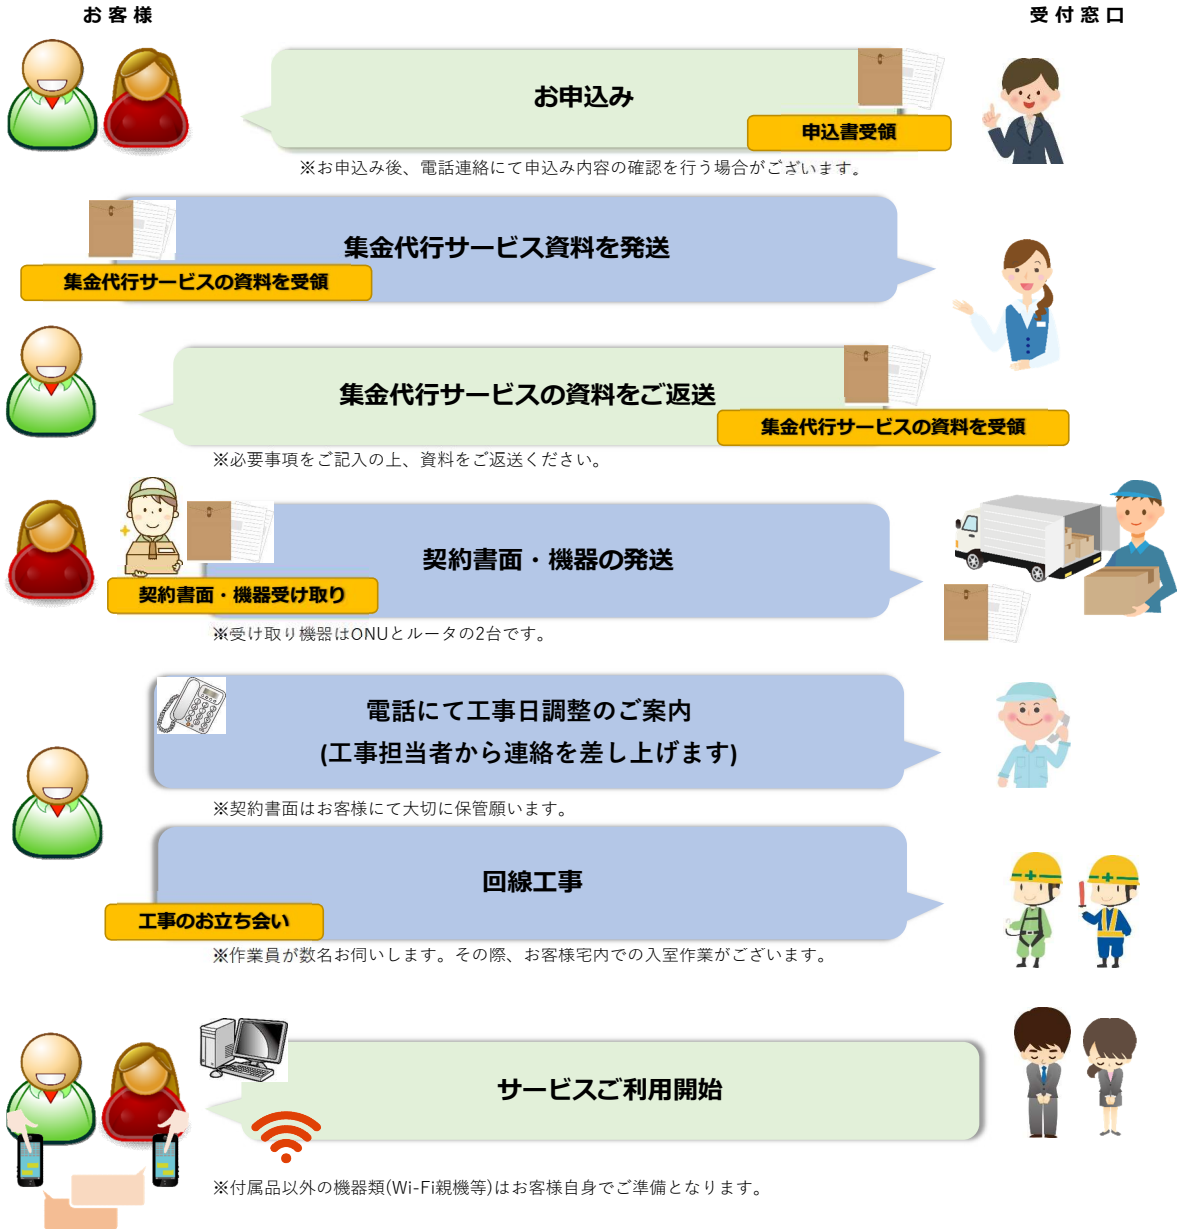 お客様
受付窓口
お申込み
申込書受領
※お申込み後、電話連絡にて申込み内容の確認を行う場合がございます。
集金代行サービス資料を発送
集金代行サービスの資料を受領
集金代行サービスの資料をご返送
集金代行サービスの資料を受領
※必要事項をご記入の上、資料をご返送ください。
契約書面・機器の発送
契約書面・機器受け取り
※受け取り機器はONUとルータの2台です。
電話にて工事日調整のご案内
(工事担当者から連絡を差し上げます)
※契約書面はお客様にて大切に保管願います。
回線工事
工事のお立ち会い
※作業員が数名お伺いします。その際、お客様宅内での入室作業がございます。
サービスご利用開始
※付属品以外の機器類(Wi-Fi親機等)はお客様自身でご準備となります。